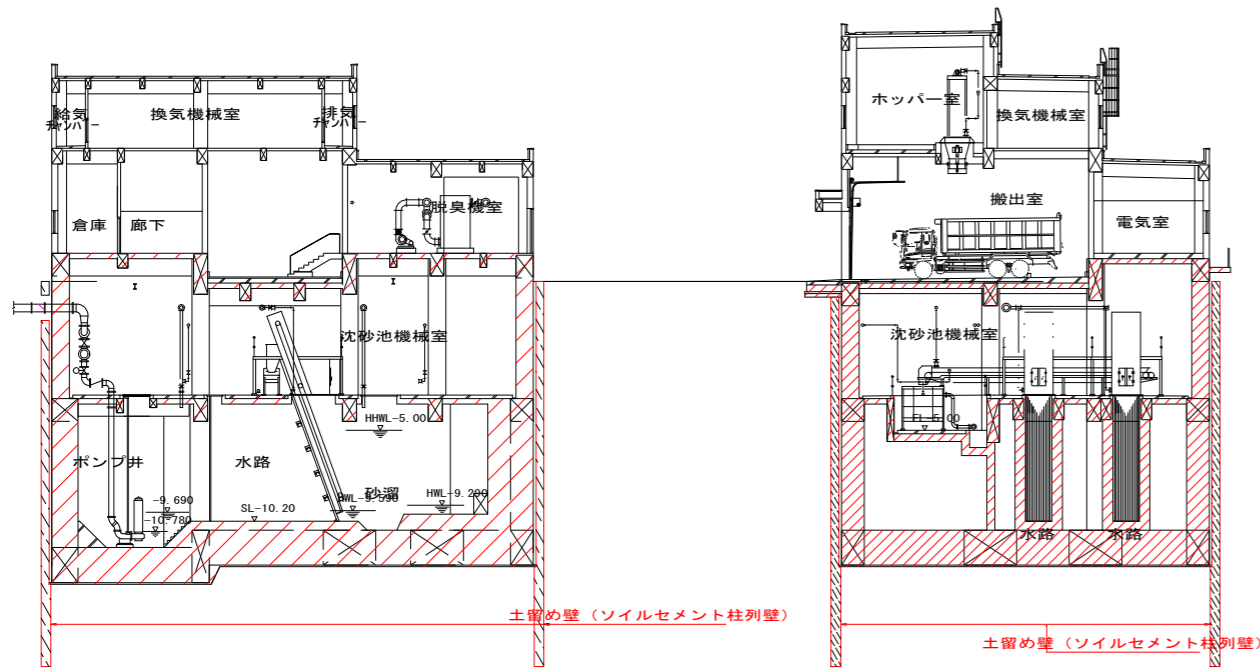 給気
チャンバー
換気機械室
排気
チャンバー
倉庫
廊下
脱臭機室
沈砂池機械室
HHWL-5.00
ポンプ井
水路
砂溜
-9.690
-10.780
SL-10.20
HWL-9.200
土留め壁（ソイルセメント柱列壁）
ホッパー室
換気機械室
搬出室
電気室
沈砂池機械室
FL-5.00
水路
水路
土留め壁（ソイルセメント柱列壁）